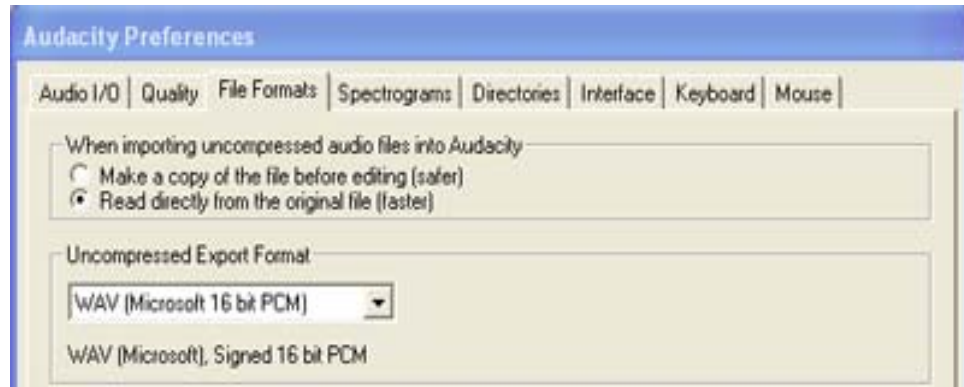 Audacity Preferences
Audio I/O Quality File Formats Spectrograms Directories Interface Keyboard Mouse
When importing uncompressed audio files into Audacity
Make a copy of the file before editing (safer)
Read directly from the original file (faster)
Uncompressed Export Format
WAV (Microsoft 16 bit PCM)
WAV (Microsoft), Signed 16 bit PCM